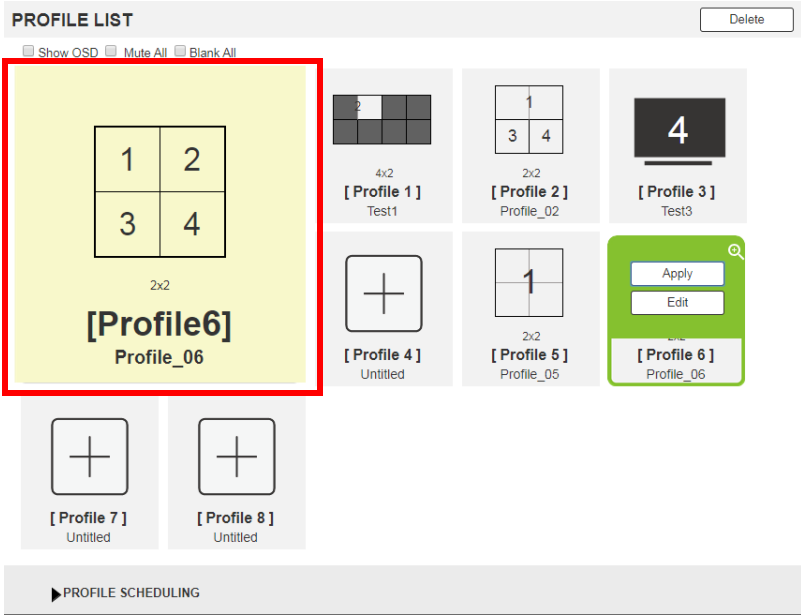 PROFILE LIST
Delete
Show OSD Mute All Blank All
1 2
3 4
2x2
[Profile6]
Profile_06
2
4x2
[ Profile 1 ]
Test1
1
3 4
2x2
[ Profile 2 ]
Profile_02
4
[ Profile 3 ]
Test3
[ Profile 4 ]
Untitled
1
2x2
[ Profile 5 ]
Profile_05
Apply
Edit
2x2
[ Profile 6 ]
Profile_06
[ Profile 7 ]
Untitled
[ Profile 8 ]
Untitled
PROFILE SCHEDULING